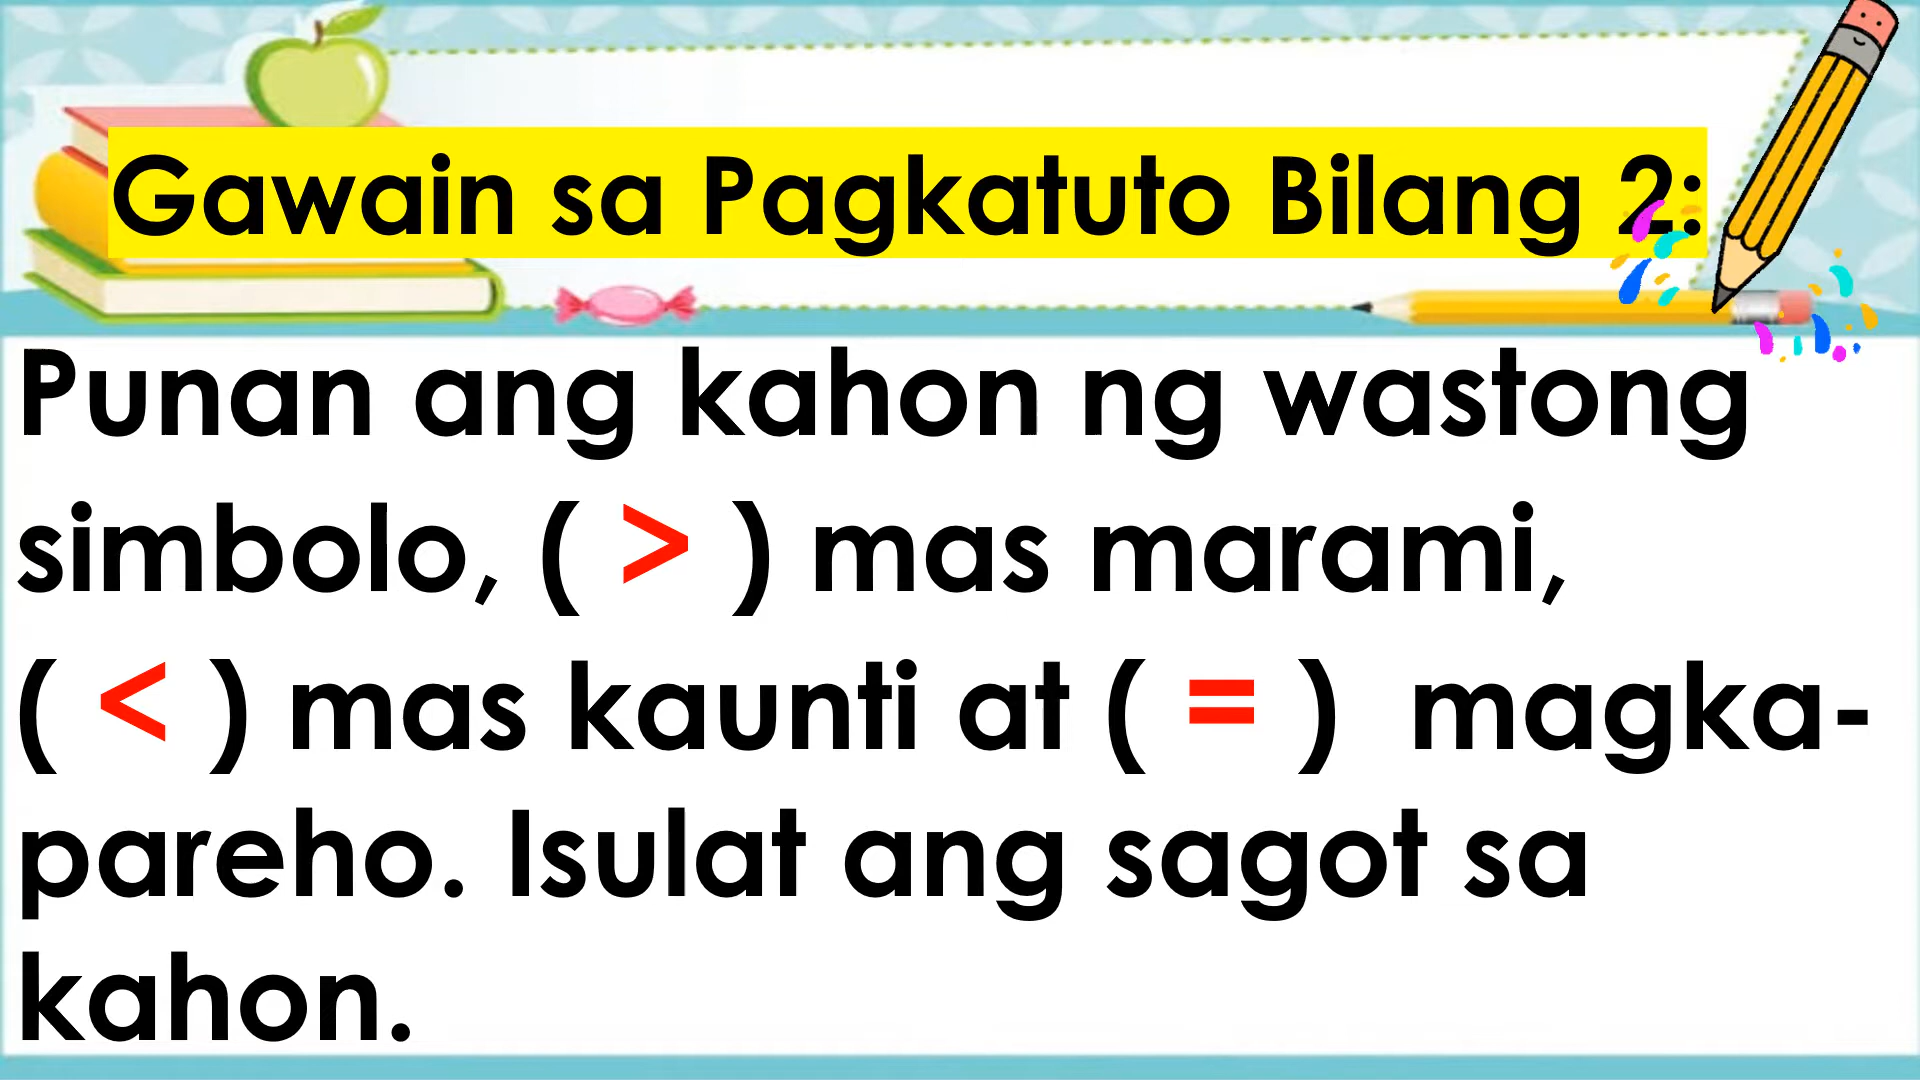 Gawain sa Pagkatuto Bilang 2:
Punan ang kahon ng wastong
simbolo, ( > ) mas marami,
( < ) mas kaunti at ( = ) magka-
pareho. Isulat ang sagot sa
kahon.